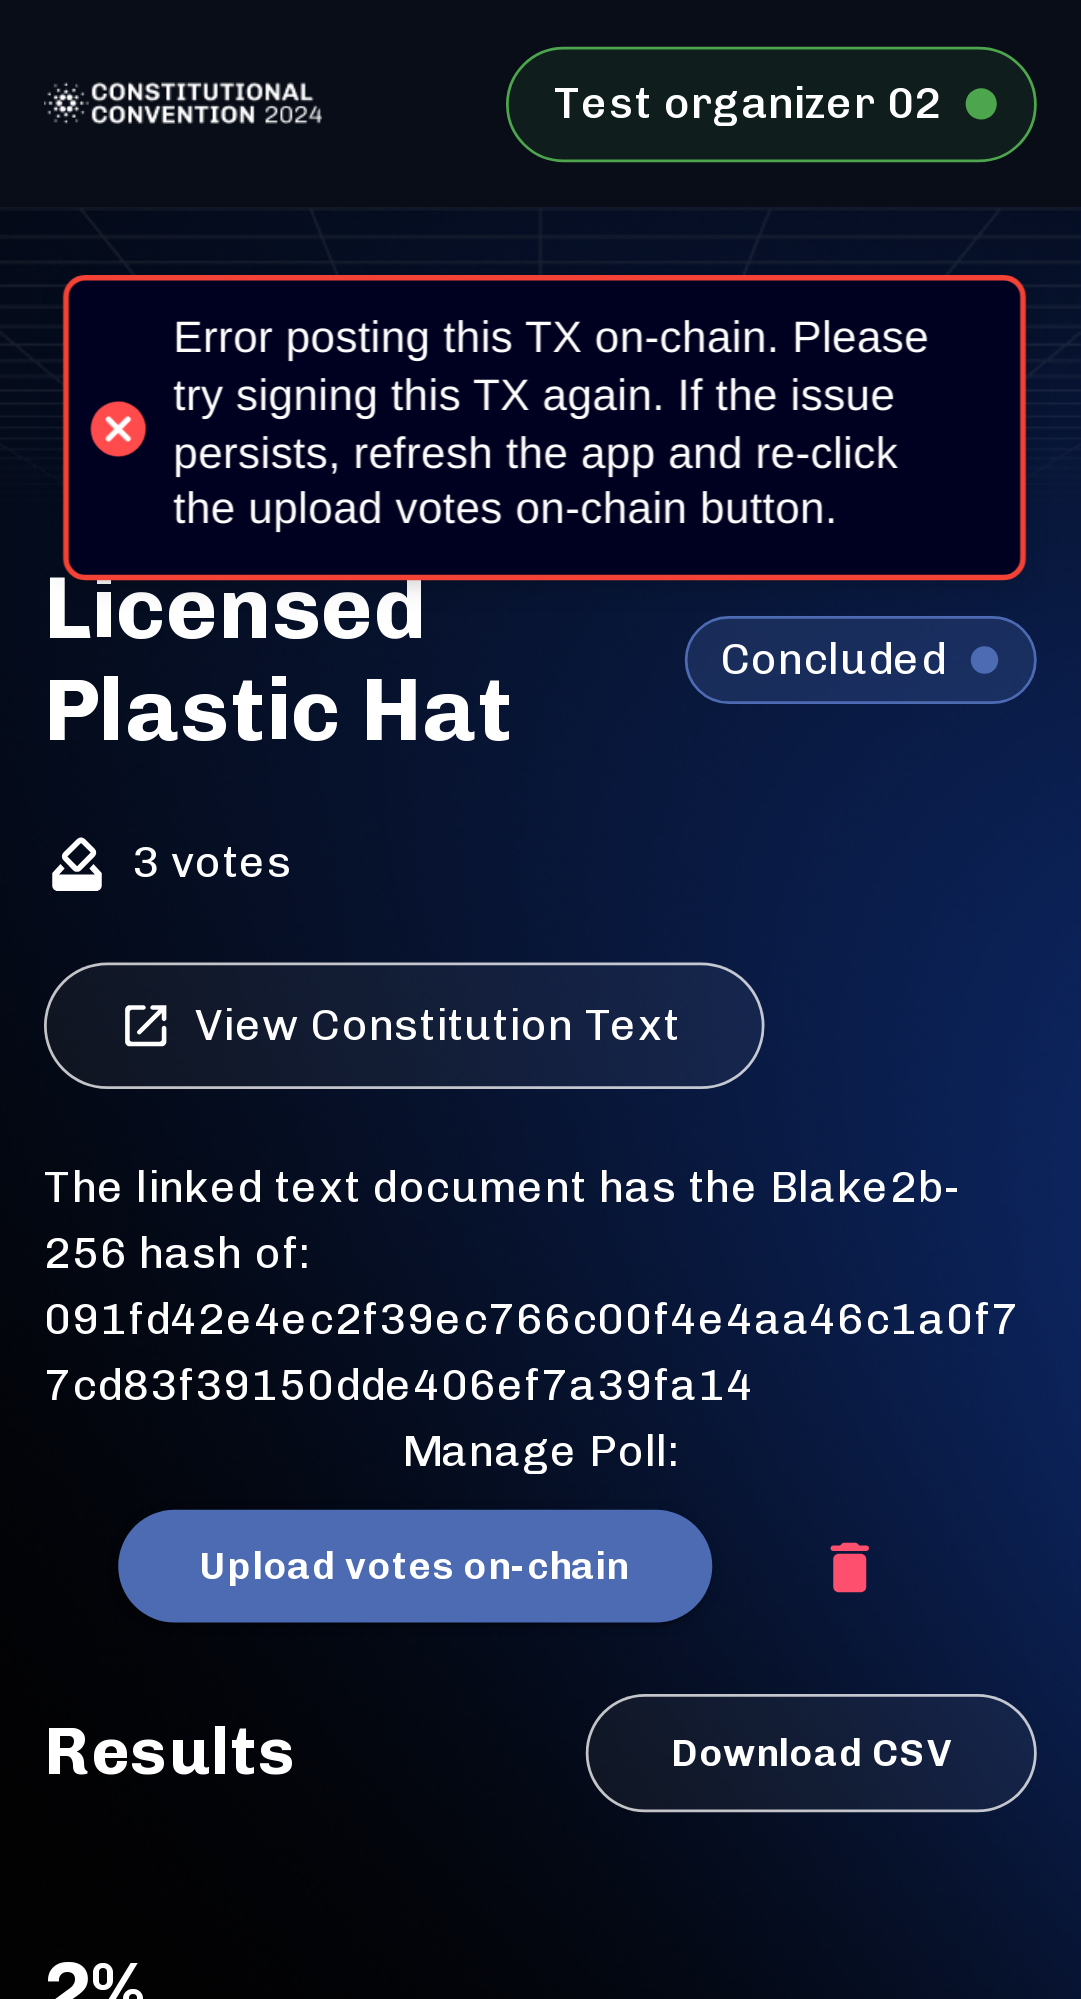 CONSTITUTIONAL
CONVENTION 2024
Test organizer 02
Error posting this TX on-chain. Please
try signing this TX again. If the issue
persists, refresh the app and re-click
the upload votes on-chain button.
Licensed
Plastic Hat
Concluded
3 votes
View Constitution Text
The linked text document has the Blake2b-
256 hash of:
091fd42e4ec2f39ec766c00f4e4aa46c1a0f7
7cd83f39150dde406ef7a39fa14
Manage Poll:
Upload votes on-chain
Results
Download CSV
2%